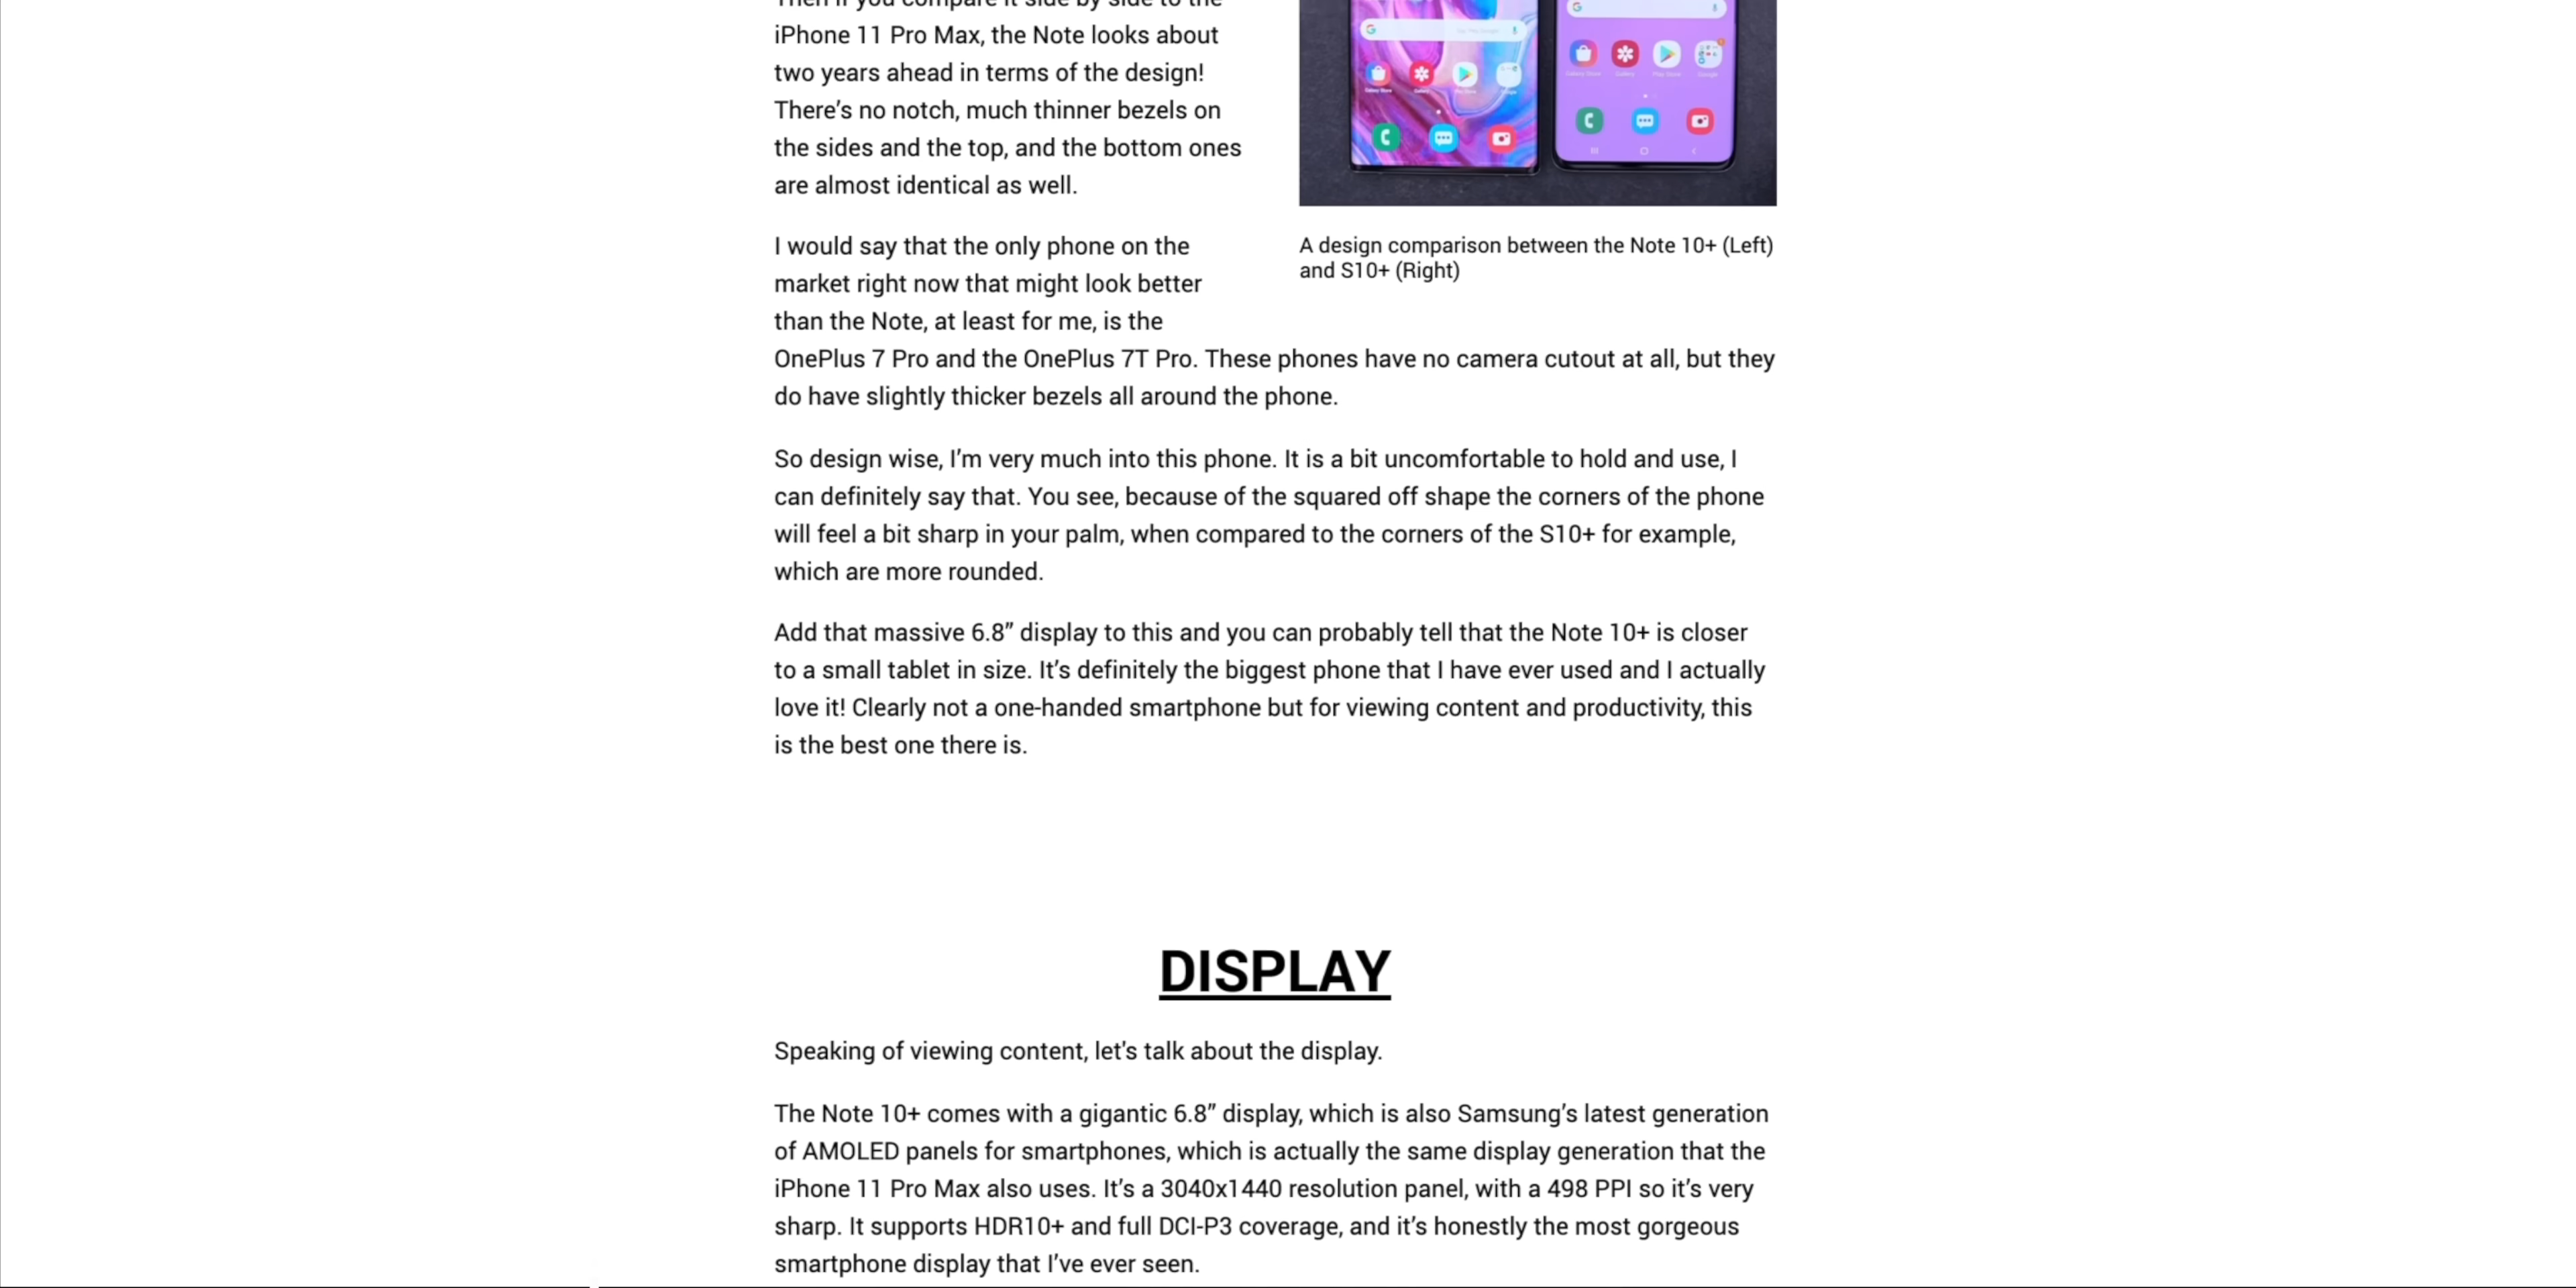 Then if you compare it side by side to the
iPhone 11 Pro Max, the Note looks about
two years ahead in terms of the design!
There’s no notch, much thinner bezels on
the sides and the top, and the bottom ones
are almost identical as well.
I would say that the only phone on the
market right now that might look better
than the Note, at least for me, is the
OnePlus 7 Pro and the OnePlus 7T Pro. These phones have no camera cutout at all, but they
do have slightly thicker bezels all around the phone.
A design comparison between the Note 10+ (Left)
and S10+ (Right)
So design wise, I’m very much into this phone. It is a bit uncomfortable to hold and use, I
can definitely say that. You see, because of the squared off shape the corners of the phone
will feel a bit sharp in your palm, when compared to the corners of the S10+ for example,
which are more rounded.
Add that massive 6.8” display to this and you can probably tell that the Note 10+ is closer
to a small tablet in size. It’s definitely the biggest phone that I have ever used and I actually
love it! Clearly not a one-handed smartphone but for viewing content and productivity, this
is the best one there is.
DISPLAY
Speaking of viewing content, let's talk about the display.
The Note 10+ comes with a gigantic 6.8” display, which is also Samsung’s latest generation
of AMOLED panels for smartphones, which is actually the same display generation that the
iPhone 11 Pro Max also uses. It’s a 3040x1440 resolution panel, with a 498 PPI so it’s very
sharp. It supports HDR10+ and full DCI-P3 coverage, and it’s honestly the most gorgeous
smartphone display that I’ve ever seen.